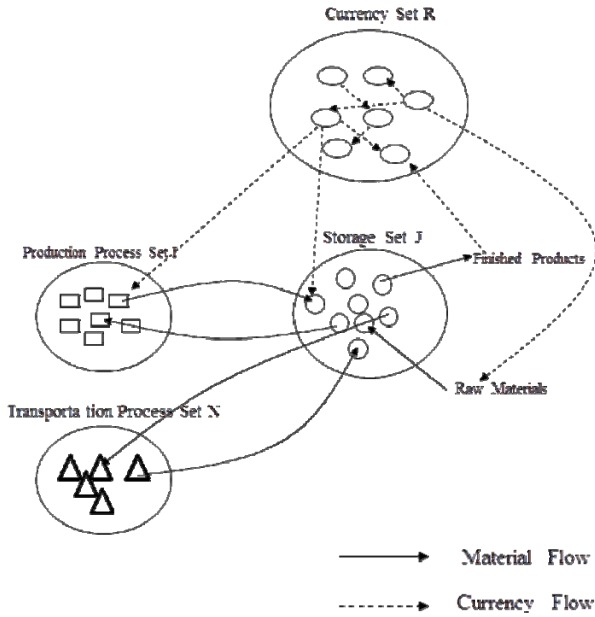 Currency Set R
Storage Set J
Production Process Set I
Finished Products
Raw Materials
Transporta tion Process Set N
Material Flow
Currency Flow